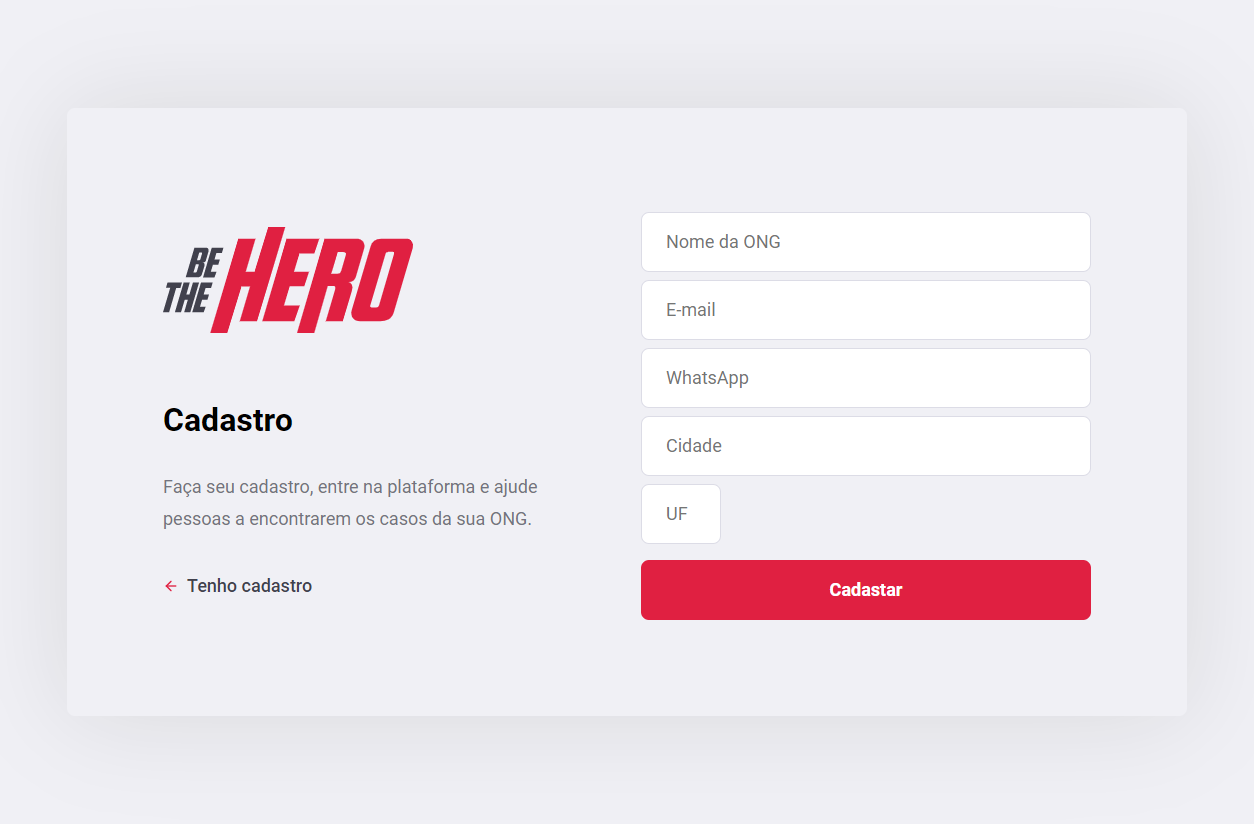 BE
THE
HERO
Cadastro
Faça seu cadastro, entre na plataforma e ajude
pessoas a encontrarem os casos da sua ONG.
Tenho cadastro
Nome da ONG
E-mail
WhatsApp
Cidade
UF
Cadastar